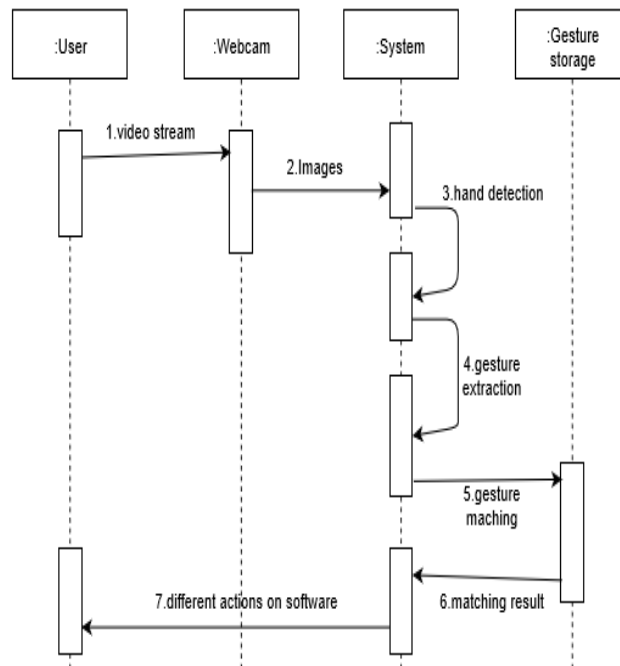 :User
:Webcam
:System
:Gesture
storage
1.video stream
2.Images
3.hand detection
4.gesture
extraction
5.gesture
maching
6.matching result
7.different actions on software